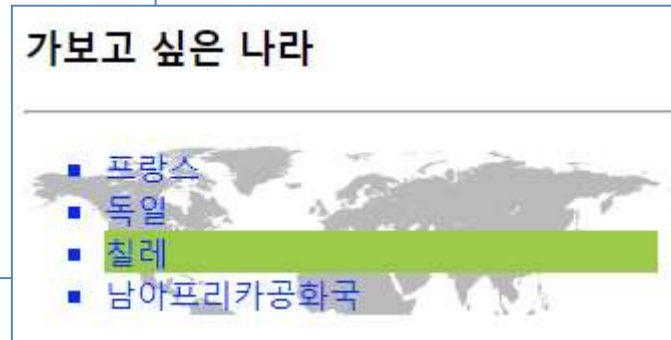 가보고 싶은 나라
프랑스
독일
칠레
남아프리카공화국